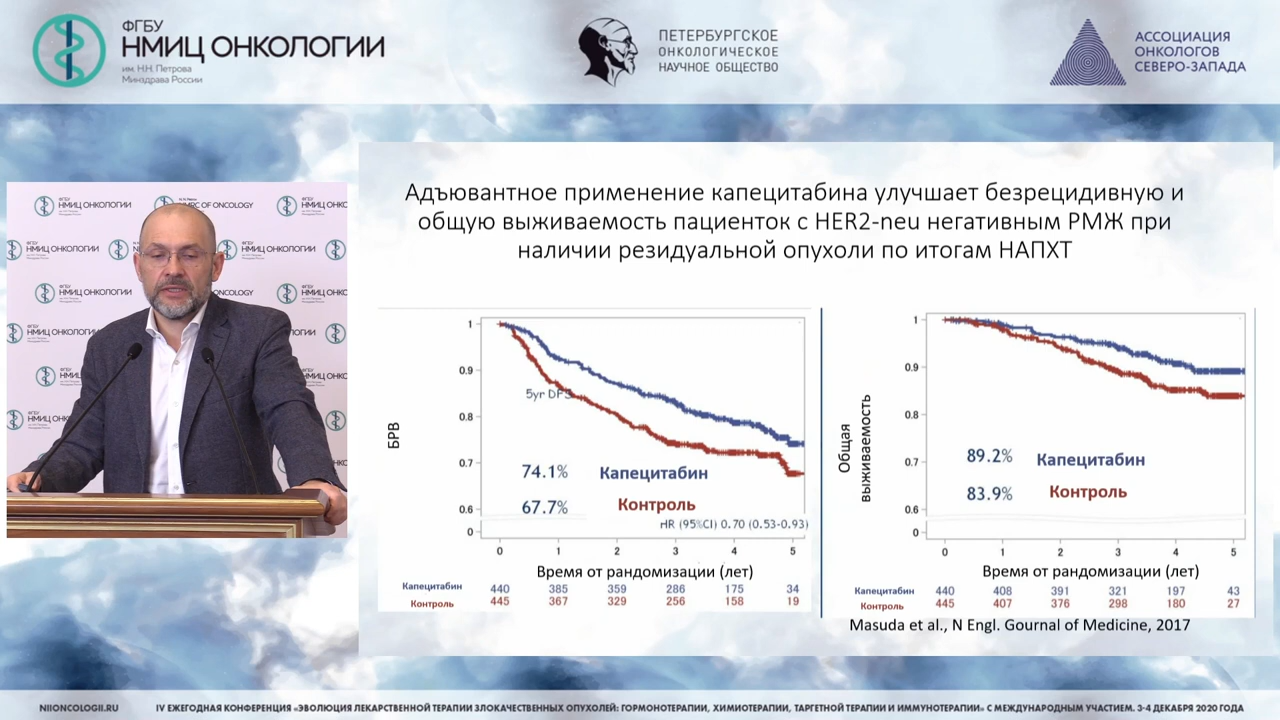 ФГБУ
НМИЦ ОНКОЛОГИИ
им. Н.Н. Петрова
Минздрава России
ПЕТЕРБУРГСКОЕ
ОНКОЛОГИЧЕСКОЕ
НАУЧНОЕ ОБЩЕСТВО
АССОЦИАЦИЯ
ОНКОЛОГОВ
СЕВЕРО-ЗАПАДА
НМИЦ ОНКОЛОГИИ
NMRC OF ONCOLOGY
Адъювантное применение капецитабина улучшает безрецидивную и
общую выживаемость пациенток с HER2-neu негативным РМЖ при
наличии резидуальной опухоли по итогам НАПХТ
БРВ
1
0.9
0.8
0.7
0.6
0
5yr DFS
74.1% Капецитабин
67.7% Контроль
HR (95%CI) 0.70 (0.53-0.93)
0 1 2 3 4 5
Время от рандомизации (лет)
Капецитабин 440 385 359 286 175 34
Контроль 445 367 329 256 158 19
Общая
выживаемость
1
0.9
0.8
0.7
0.6
0
89.2% Капецитабин
83.9% Контроль
0 1 2 3 4 5
Время от рандомизации (лет)
Капецитабин 440 408 391 321 197 43
Контроль 445 407 376 298 180 27
Masuda et al., N Engl. Gournal of Medicine, 2017
NIIONCOLOGII.RU
IV ЕЖЕГОДНАЯ КОНФЕРЕНЦИЯ «ЭВОЛЮЦИЯ ЛЕКАРСТВЕННОЙ ТЕРАПИИ ЗЛОКАЧЕСТВЕННЫХ ОПУХОЛЕЙ: ГОРМОНОТЕРАПИИ, ХИМИОТЕРАПИИ, ТАРГЕТНОЙ ТЕРАПИИ И ИММУНОТЕРАПИИ» С МЕЖДУНАРОДНЫМ УЧАСТИЕМ. 3-4 ДЕКАБРЯ 2020 ГОДА